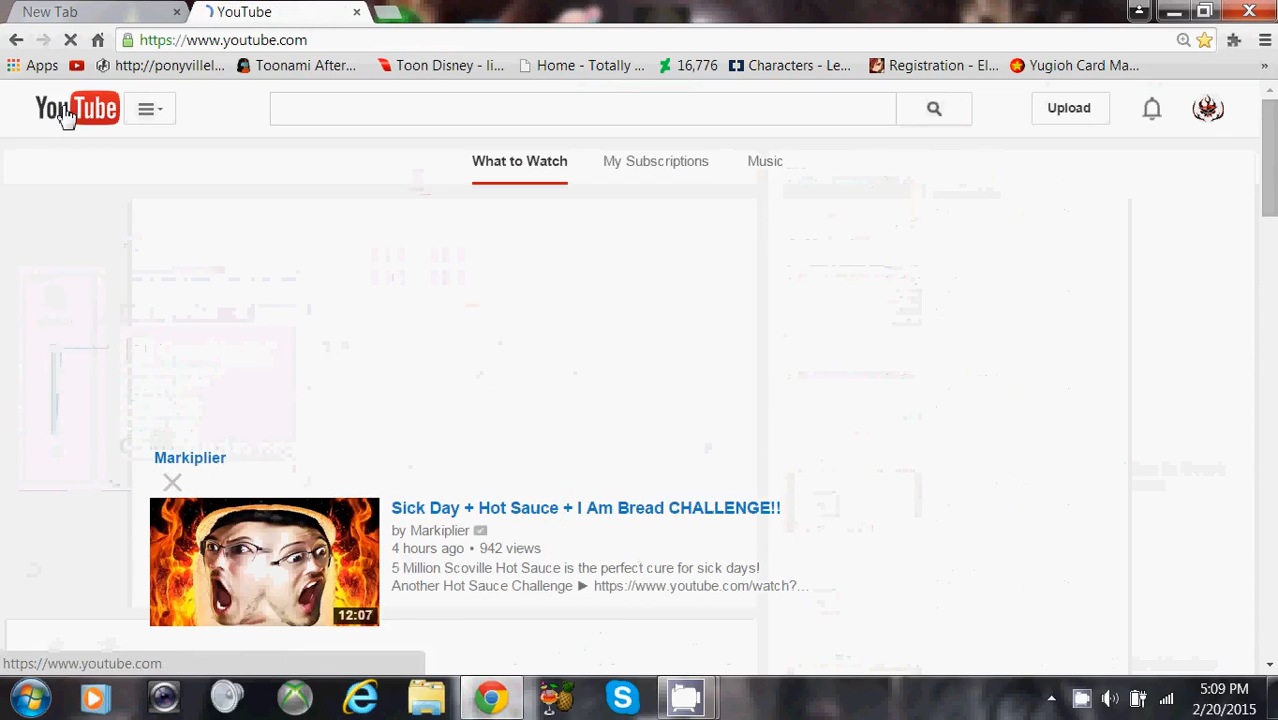 New Tab
YouTube
https://www.youtube.com
Apps
http://ponyvillel...
Toonami After...
Toon Disney - li...
Home - Totally ...
16,776
Characters - Le...
Registration - El...
Yugioh Card Ma...
»
YouTube
Upload
What to Watch
My Subscriptions
Music
Markiplier
Sick Day + Hot Sauce + I Am Bread CHALLENGE!!
by Markiplier
4 hours ago • 942 views
5 Million Scoville Hot Sauce is the perfect cure for sick days!
Another Hot Sauce Challenge ► https://www.youtube.com/watch?...
12:07
https://www.youtube.com
5:09 PM
2/20/2015